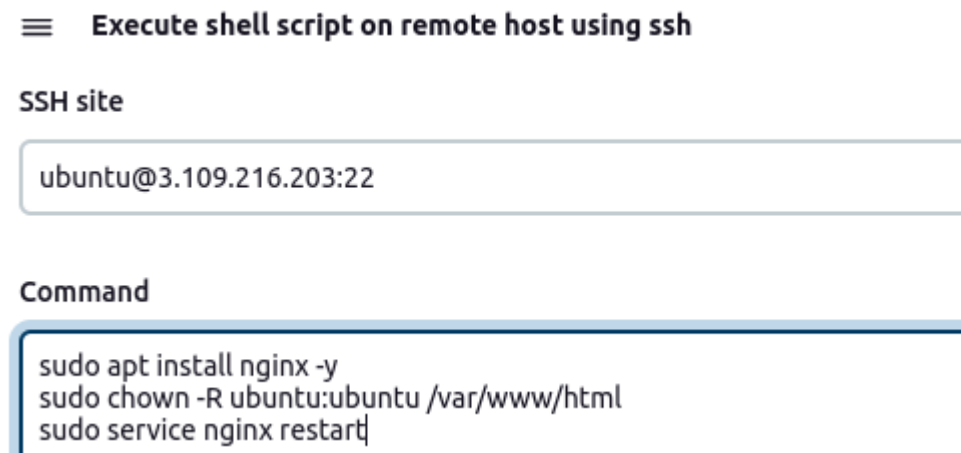 Execute shell script on remote host using ssh
SSH site
ubuntu@3.109.216.203:22
Command
sudo apt install nginx -y
sudo chown -R ubuntu:ubuntu /var/www/html
sudo service nginx restart